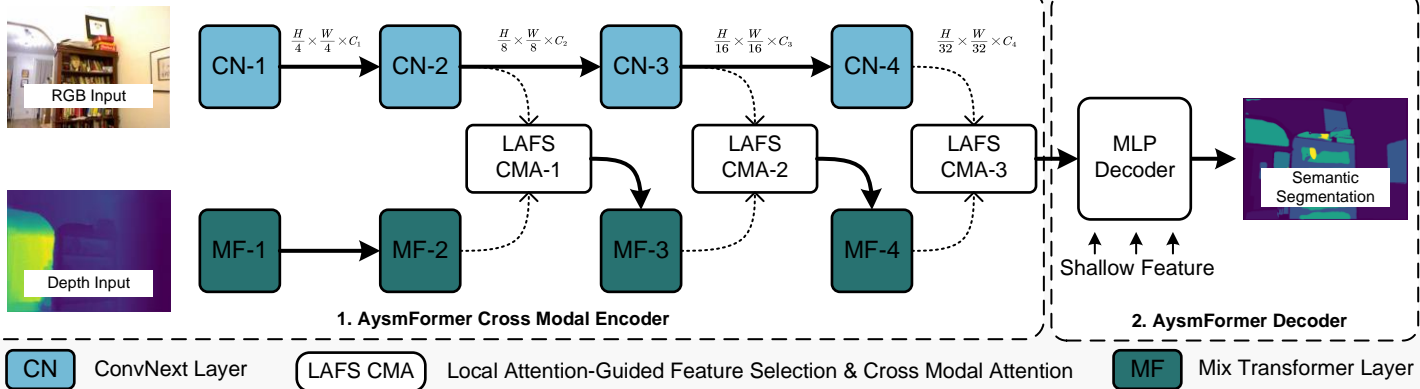 RGB Input
CN-1
H/4 × W/4 × C₁
CN-2
H/8 × W/8 × C₂
CN-3
H/16 × W/16 × C₃
CN-4
H/32 × W/32 × C₄
LAFS
CMA-1
LAFS
CMA-2
LAFS
CMA-3
MLP
Decoder
Semantic
Segmentation
Depth Input
MF-1
MF-2
MF-3
MF-4
Shallow Feature
1. AysmFormer Cross Modal Encoder
2. AysmFormer Decoder
CN
ConvNext Layer
LAFS CMA
Local Attention-Guided Feature Selection & Cross Modal Attention
MF
Mix Transformer Layer